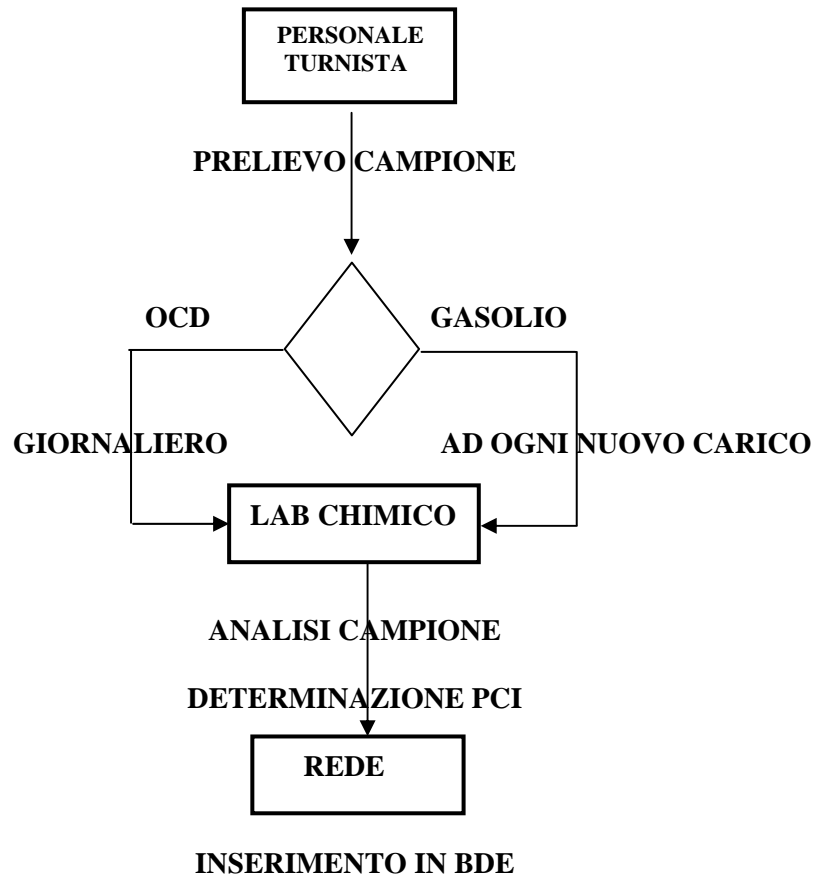 PERSONALE
TURNISTA
PRELIEVO CAMPIONE
OCD
GASOLIO
GIORNALIERO
AD OGNI NUOVO CARICO
LAB CHIMICO
ANALISI CAMPIONE
DETERMINAZIONE PCI
REDE
INSERIMENTO IN BDE